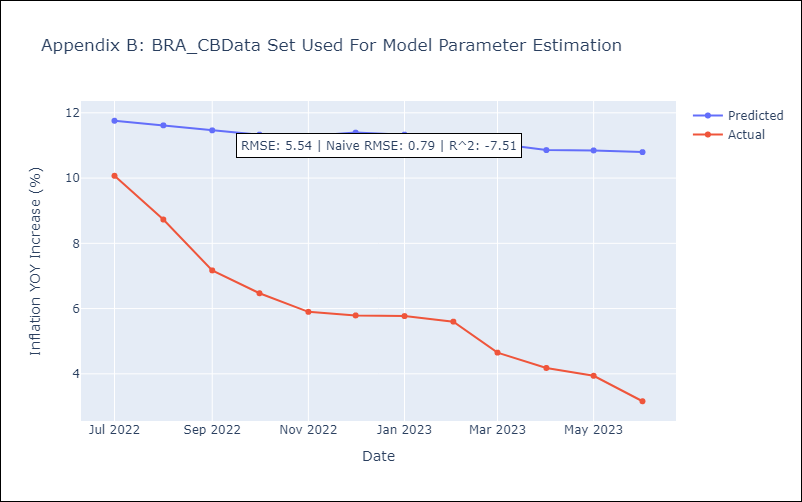 Appendix B: BRA_CBData Set Used For Model Parameter Estimation
12
10
8
6
4
Inflation YOY Increase (%)
RMSE: 5.54 | Naive RMSE: 0.79 | R^2: -7.51
Predicted
Actual
Jul 2022
Sep 2022
Nov 2022
Jan 2023
Mar 2023
May 2023
Date